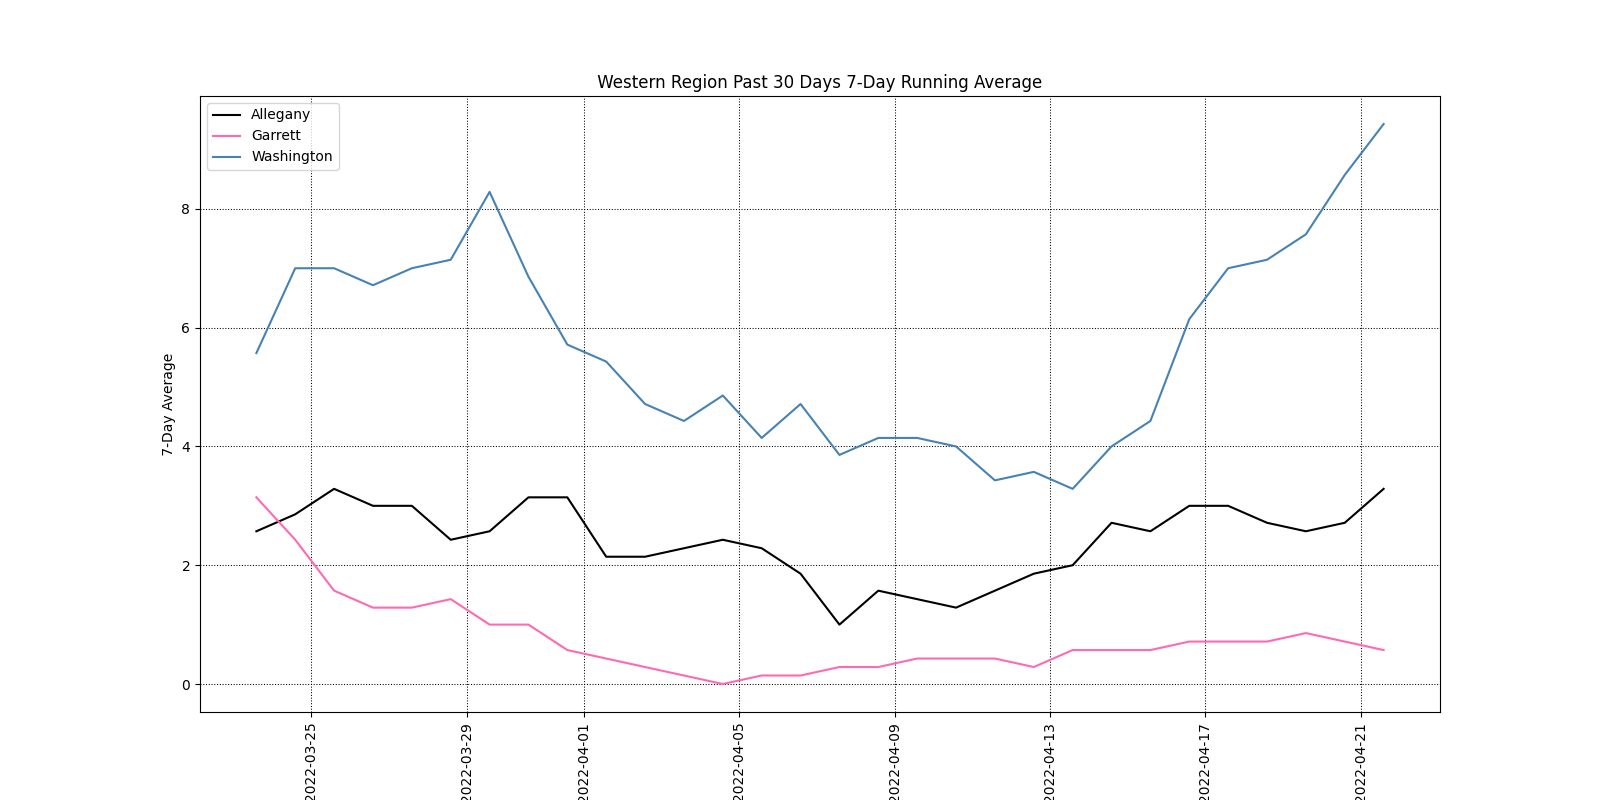 Western Region Past 30 Days 7-Day Running Average
Allegany
Garrett
Washington
7-Day Average
8
6
4
2
0
2022-03-25
2022-03-29
2022-04-01
2022-04-05
2022-04-09
2022-04-13
2022-04-17
2022-04-21